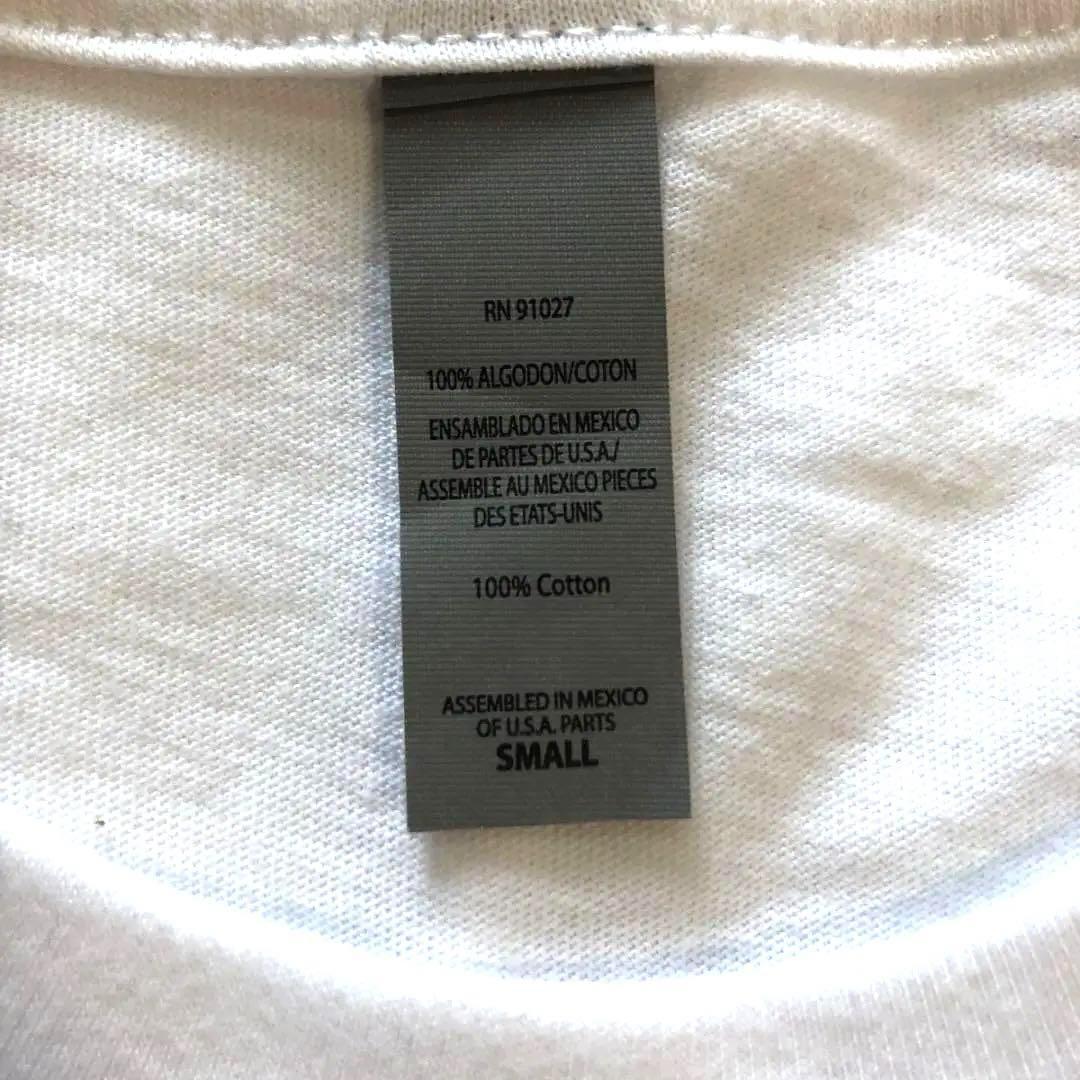 RN 91027
100% ALGODON/COTON
ENSAMBLADO EN MEXICO
DE PARTES DE U.S.A./
ASSEMBLE AU MEXICO PIECES
DES ETATS-UNIS
100% Cotton
ASSEMBLED IN MEXICO
OF U.S.A. PARTS
SMALL